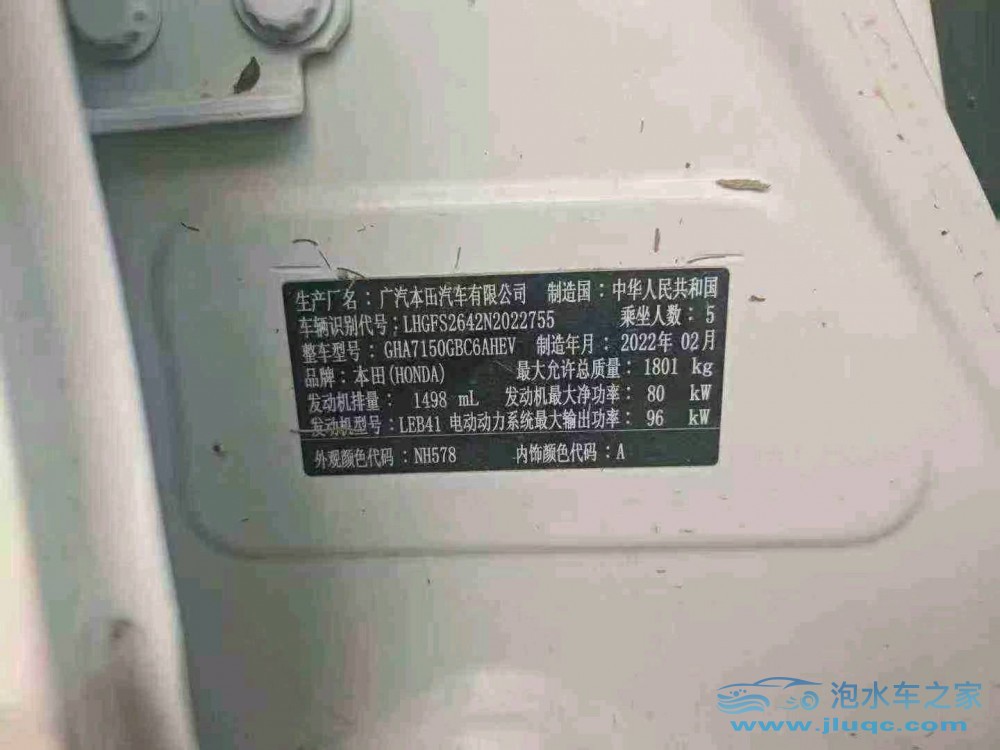 生产厂名：广汽本田汽车有限公司 制造国：中华人民共和国
车辆识别代号：LHGFS2642N2022755 乘坐人数：5
整车型号：GHA7150GBC6AHEV 制造年月：2022年 02月
品牌：本田(HONDA) 最大允许总质量：1801 kg
发动机排量： 1498 mL 发动机最大净功率： 80 kW
发动机型号：LEB41 电动动力系统最大输出功率： 96 kW
外观颜色代码：NH578 内饰颜色代码：A
泡水车之家
www.jluqc.com